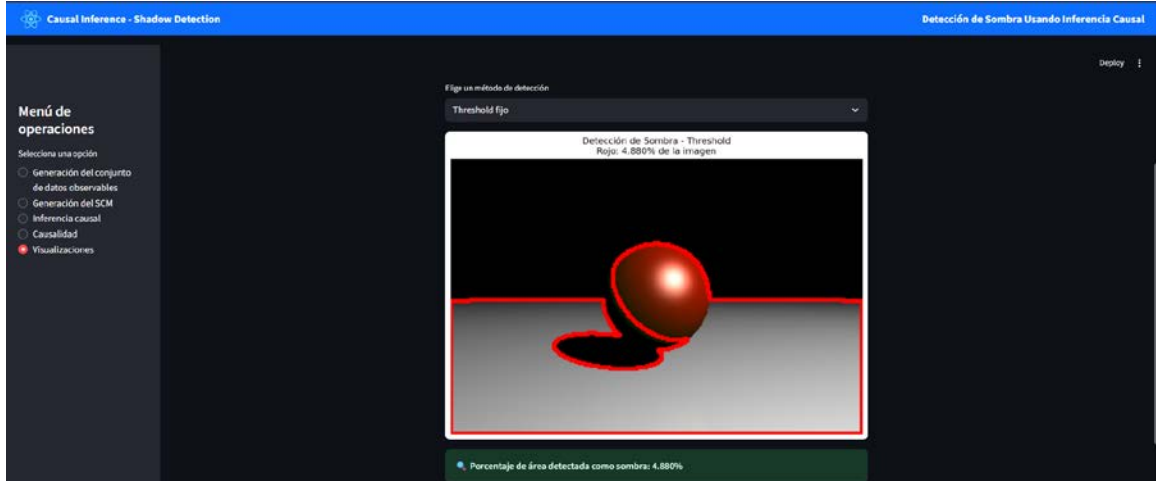 Causal Inference - Shadow Detection
Detección de Sombra Usando Inferencia Causal
Deploy
Menú de
operaciones
Selecciona una opción
Generación del conjunto
de datos observables
Generación del SCM
Inferencia causal
Causalidad
Visualizaciones
Elige un método de detección
Threshold fijo
Detección de Sombra - Threshold
Rojo: 4.880% de la imagen
Porcentaje de área detectada como sombra: 4.880%